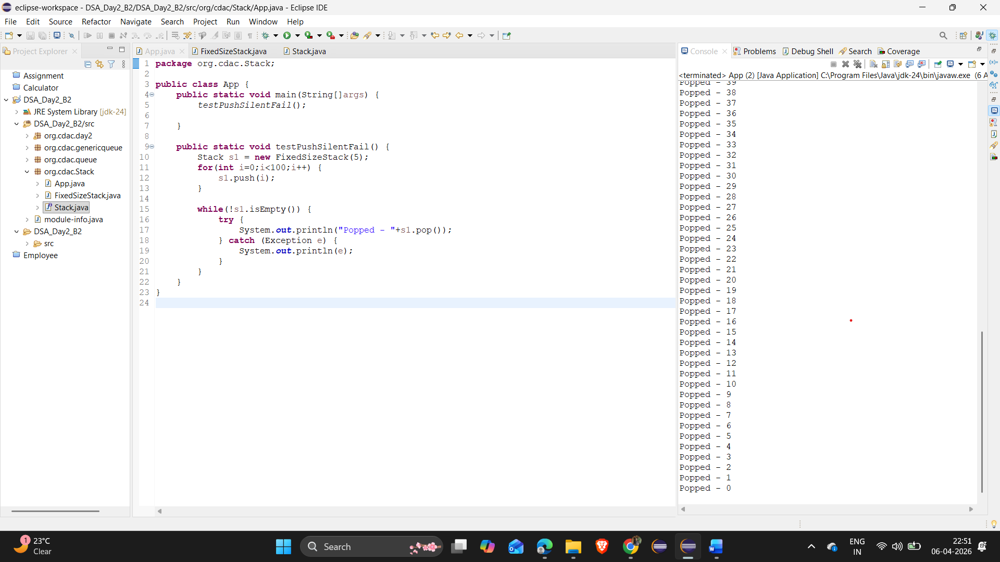 eclipse-workspace - DSA_Day2_B2/DSA_Day2_B2/src/org/cdac/Stack/App.java - Eclipse IDE
File Edit Source Refactor Navigate Search Project Run Window Help
Project Explorer
Assignment
Calculator
DSA_Day2_B2
JRE System Library [jdk-24]
DSA_Day2_B2/src
org.cdac.day2
org.cdac.genericqueue
org.cdac.queue
org.cdac.Stack
App.java
FixedSizeStack.java
Stack.java
module-info.java
DSA_Day2_B2
src
Employee
App.java FixedSizeStack.java Stack.java
1 package org.cdac.Stack;
2
3 public class App {
4 public static void main(String[]args) {
5 testPushSilentFail();
6
7 }
8
9 public static void testPushSilentFail() {
10 Stack s1 = new FixedSizeStack(5);
11 for(int i=0;i<100;i++) {
12 s1.push(i);
13 }
14
15 while(!s1.isEmpty()) {
16 try {
17 System.out.println("Popped - "+s1.pop());
18 } catch (Exception e) {
19 System.out.println(e);
20 }
21 }
22 }
23 }
24
Console Problems Debug Shell Search Coverage
<terminated> App (2) [Java Application] C:\Program Files\Java\jdk-24\bin\javaw.exe (6 A
Popped - 39
Popped - 38
Popped - 37
Popped - 36
Popped - 35
Popped - 34
Popped - 33
Popped - 32
Popped - 31
Popped - 30
Popped - 29
Popped - 28
Popped - 27
Popped - 26
Popped - 25
Popped - 24
Popped - 23
Popped - 22
Popped - 21
Popped - 20
Popped - 19
Popped - 18
Popped - 17
Popped - 16
Popped - 15
Popped - 14
Popped - 13
Popped - 12
Popped - 11
Popped - 10
Popped - 9
Popped - 8
Popped - 7
Popped - 6
Popped - 5
Popped - 4
Popped - 3
Popped - 2
Popped - 1
Popped - 0
1
23°C
Clear
Search
ENG
IN
22:51
06-04-2026